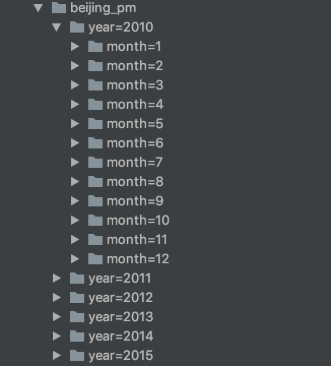 beijing_pm
year=2010
month=1
month=2
month=3
month=4
month=5
month=6
month=7
month=8
month=9
month=10
month=11
month=12
year=2011
year=2012
year=2013
year=2014
year=2015